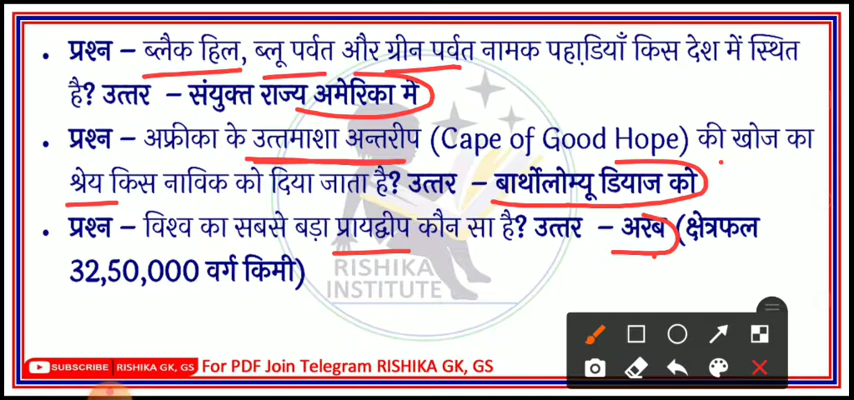 • प्रश्न – ब्लैक हिल, ब्लू पर्वत और ग्रीन पर्वत नामक पहाडियाँ किस देश में स्थित
है? उत्तर – संयुक्त राज्य अमेरिका में
• प्रश्न – अफ्रीका के उत्तमाशा अन्तरीप (Cape of Good Hope) की खोज का
श्रेय किस नाविक को दिया जाता है? उत्तर – बार्थोलोम्यू डियाज को
• प्रश्न – विश्व का सबसे बड़ा प्रायद्वीप कौन सा है? उत्तर – अरब (क्षेत्रफल
32,50,000 वर्ग किमी)
RISHIKA
INSTITUTE
SUBSCRIBE RISHIKA GK, GS For PDF Join Telegram RISHIKA GK, GS